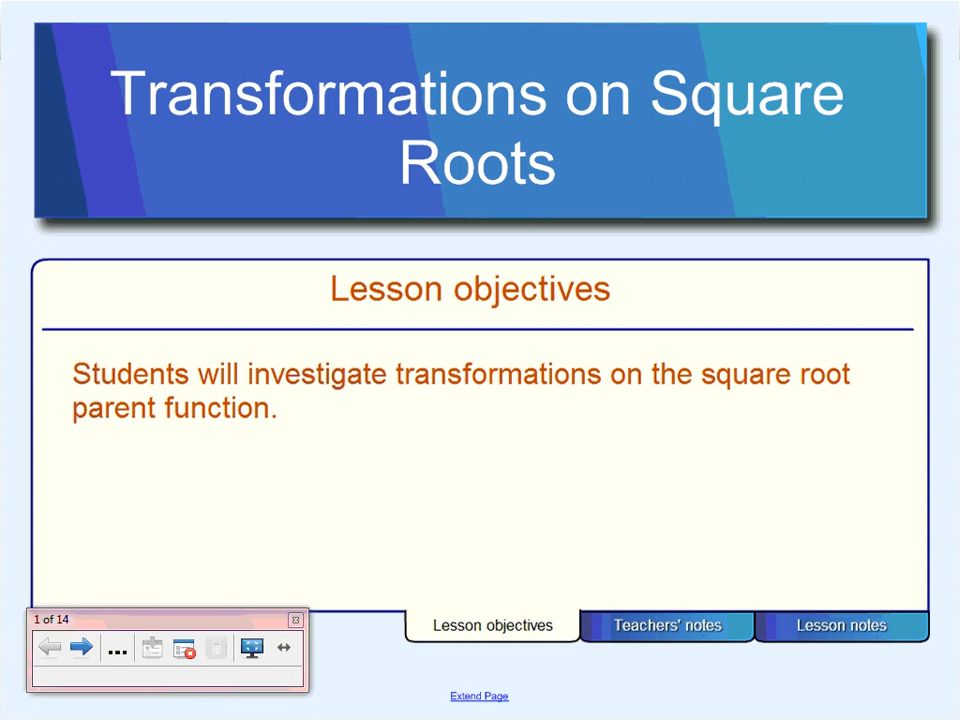 Transformations on Square
Roots
Lesson objectives
Students will investigate transformations on the square root
parent function.
1 of 14
...
Lesson objectives
Teachers' notes
Lesson notes
Extend Page